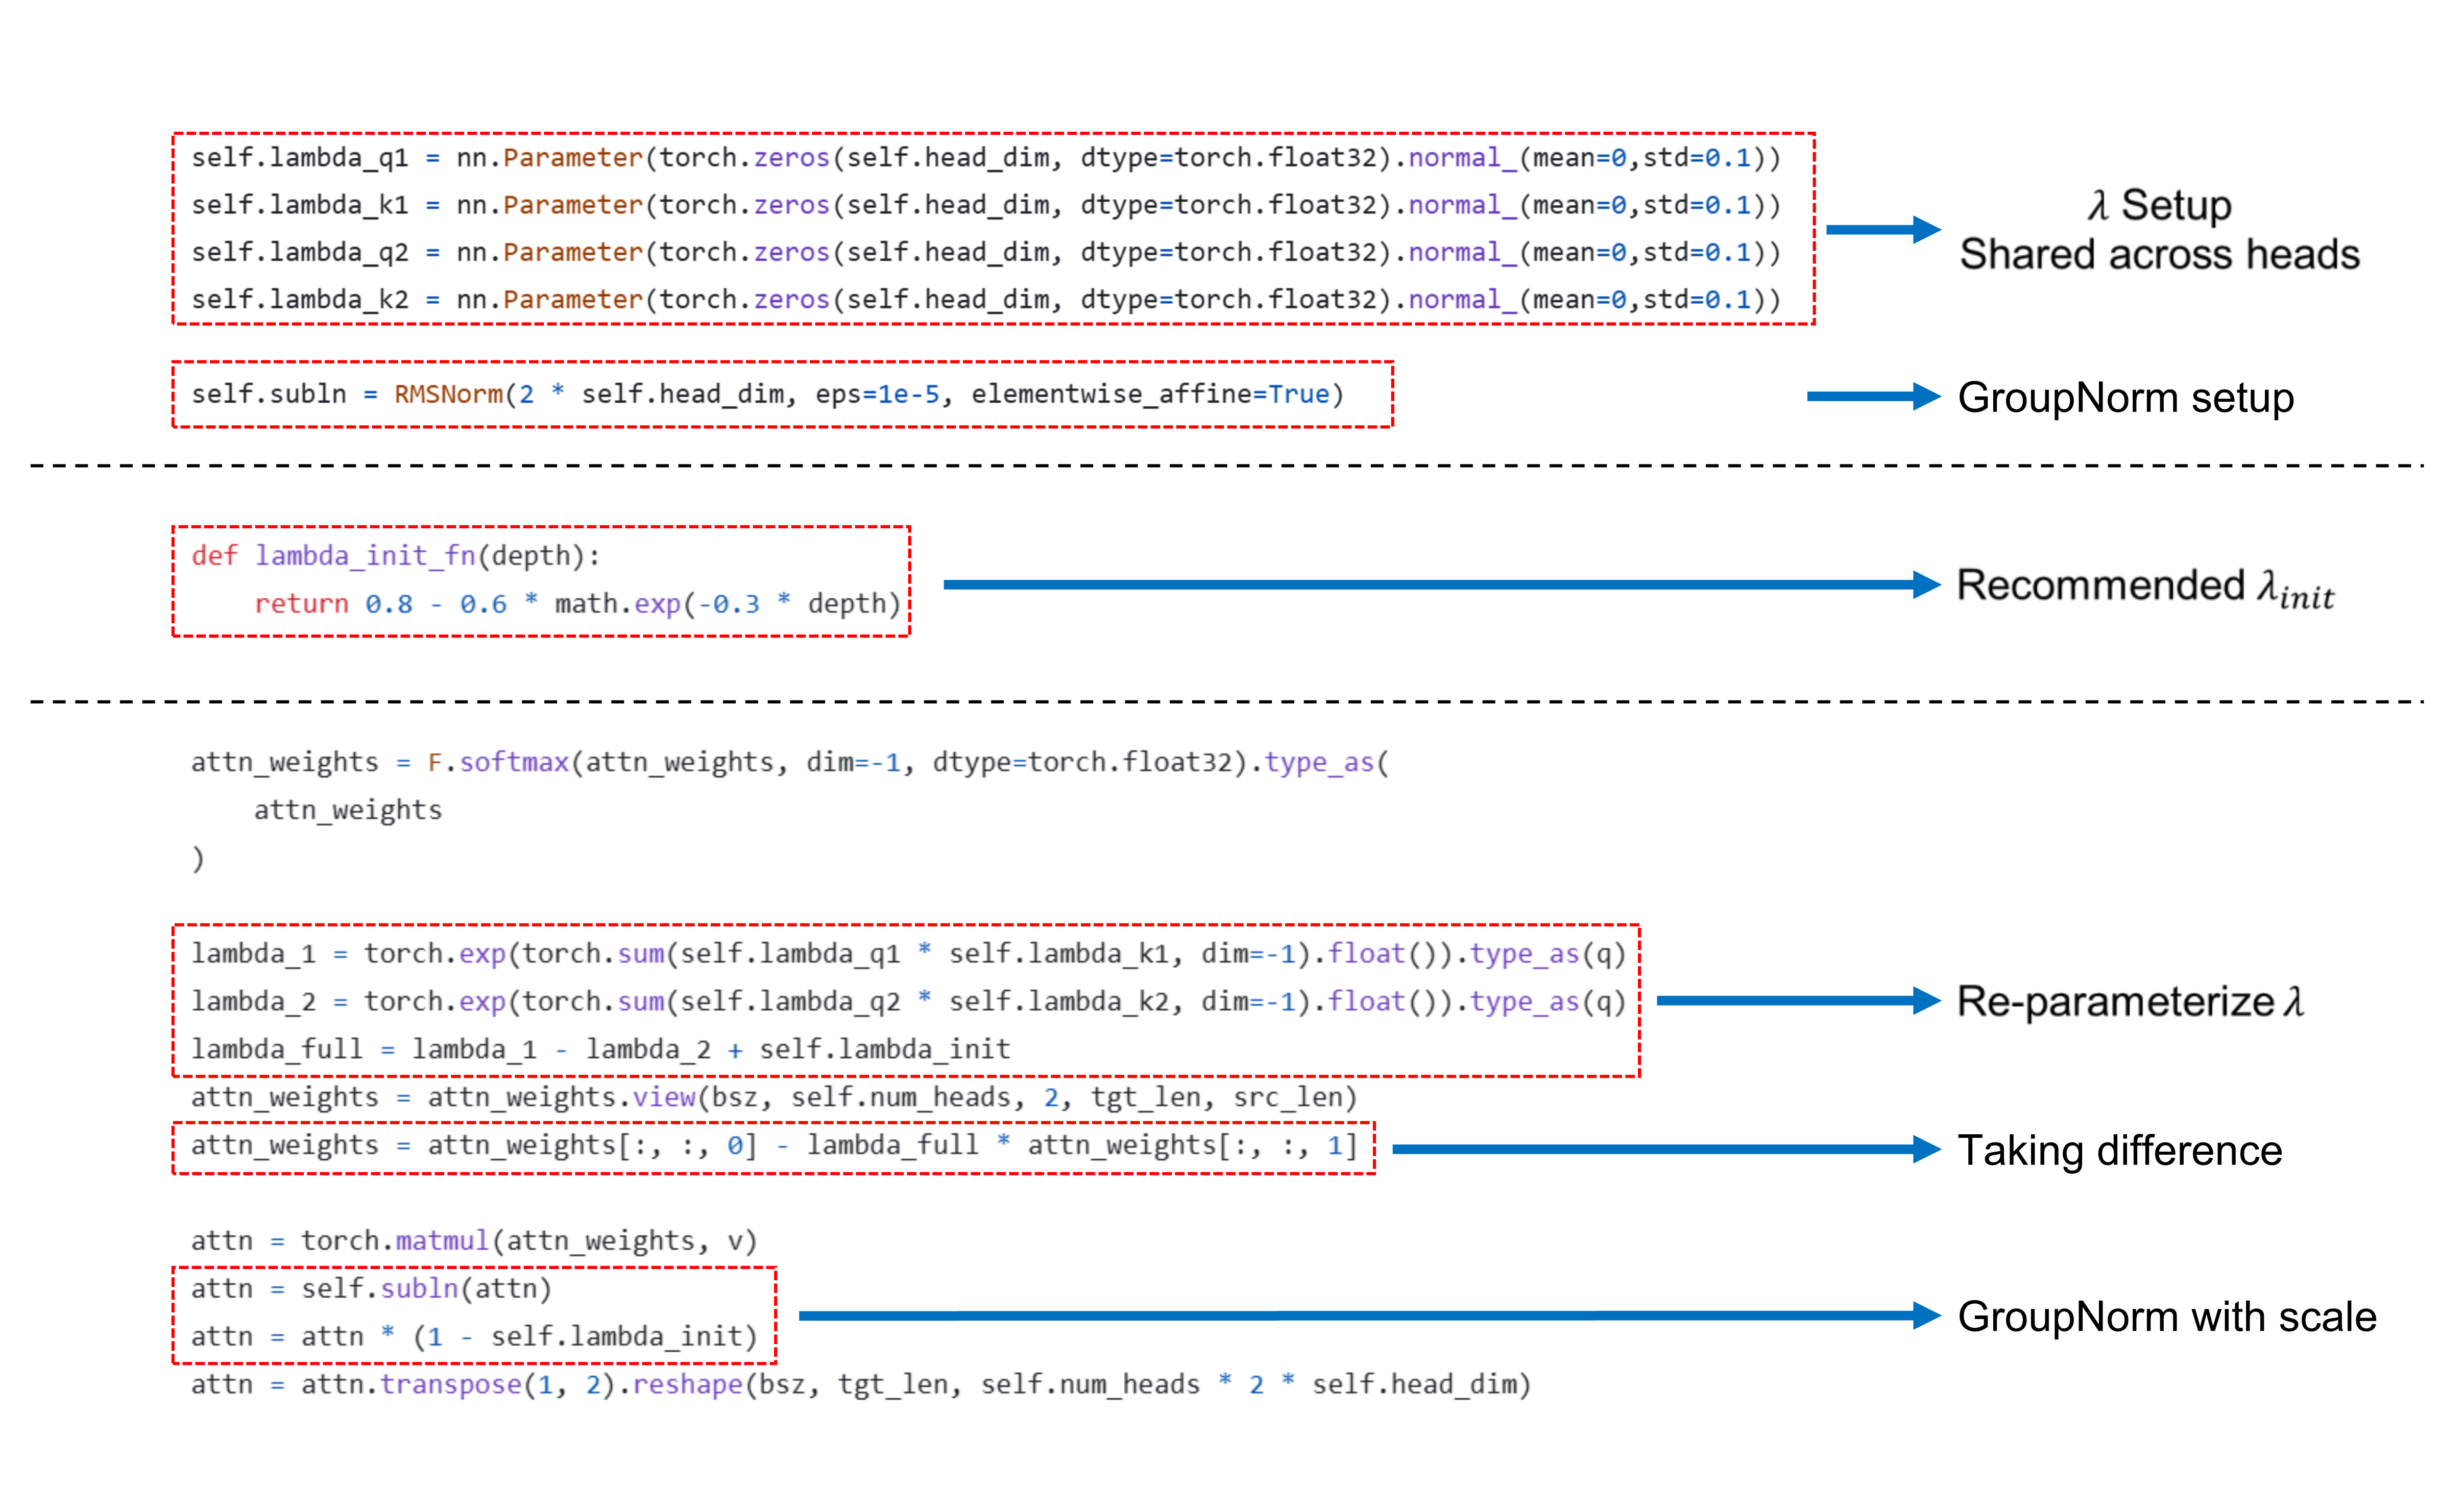 self.lambda_q1 = nn.Parameter(torch.zeros(self.head_dim, dtype=torch.float32).normal_(mean=0,std=0.1))
self.lambda_k1 = nn.Parameter(torch.zeros(self.head_dim, dtype=torch.float32).normal_(mean=0,std=0.1))
self.lambda_q2 = nn.Parameter(torch.zeros(self.head_dim, dtype=torch.float32).normal_(mean=0,std=0.1))
self.lambda_k2 = nn.Parameter(torch.zeros(self.head_dim, dtype=torch.float32).normal_(mean=0,std=0.1))
λ Setup
Shared across heads
self.subln = RMSNorm(2 * self.head_dim, eps=1e-5, elementwise_affine=True)
GroupNorm setup
def lambda_init_fn(depth):
    return 0.8 - 0.6 * math.exp(-0.3 * depth)
Recommended λ_init
attn_weights = F.softmax(attn_weights, dim=-1, dtype=torch.float32).type_as(
    attn_weights
)
lambda_1 = torch.exp(torch.sum(self.lambda_q1 * self.lambda_k1, dim=-1).float()).type_as(q)
lambda_2 = torch.exp(torch.sum(self.lambda_q2 * self.lambda_k2, dim=-1).float()).type_as(q)
lambda_full = lambda_1 - lambda_2 + self.lambda_init
Re-parameterize λ
attn_weights = attn_weights.view(bsz, self.num_heads, 2, tgt_len, src_len)
attn_weights = attn_weights[:, :, 0] - lambda_full * attn_weights[:, :, 1]
Taking difference
attn = torch.matmul(attn_weights, v)
attn = self.subln(attn)
attn = attn * (1 - self.lambda_init)
GroupNorm with scale
attn = attn.transpose(1, 2).reshape(bsz, tgt_len, self.num_heads * 2 * self.head_dim)